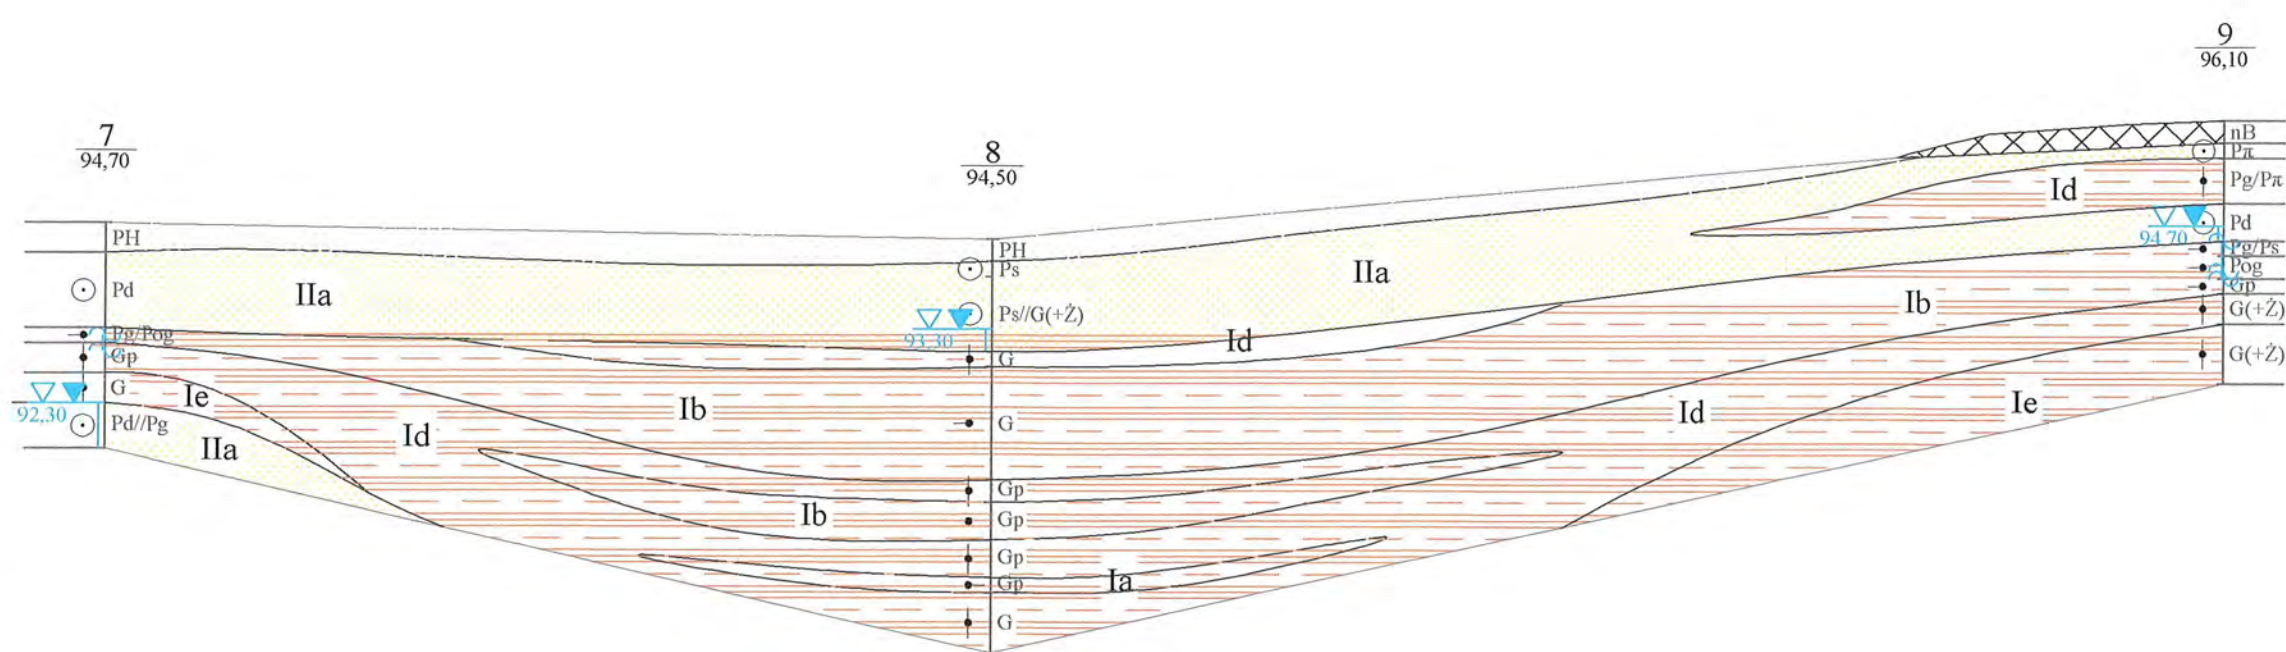 9
96,10
7
94,70
8
94,50
nB
Pπ
Pg/Pπ
Id
Pd
94,70
Pg/Ps
Pog
Gp
G(+Ż)
G(+Ż)
PH
Pd
IIa
Pg/Pog
Gp
G
92,30
Pd//Pg
Ie
IIa
Id
Ib
Ib
PH
Ps
Ps//G(+Ż)
93,30
G
G
Gp
Gp
Gp
Gp
G
IIa
Id
Ib
Id
Ie
Ia